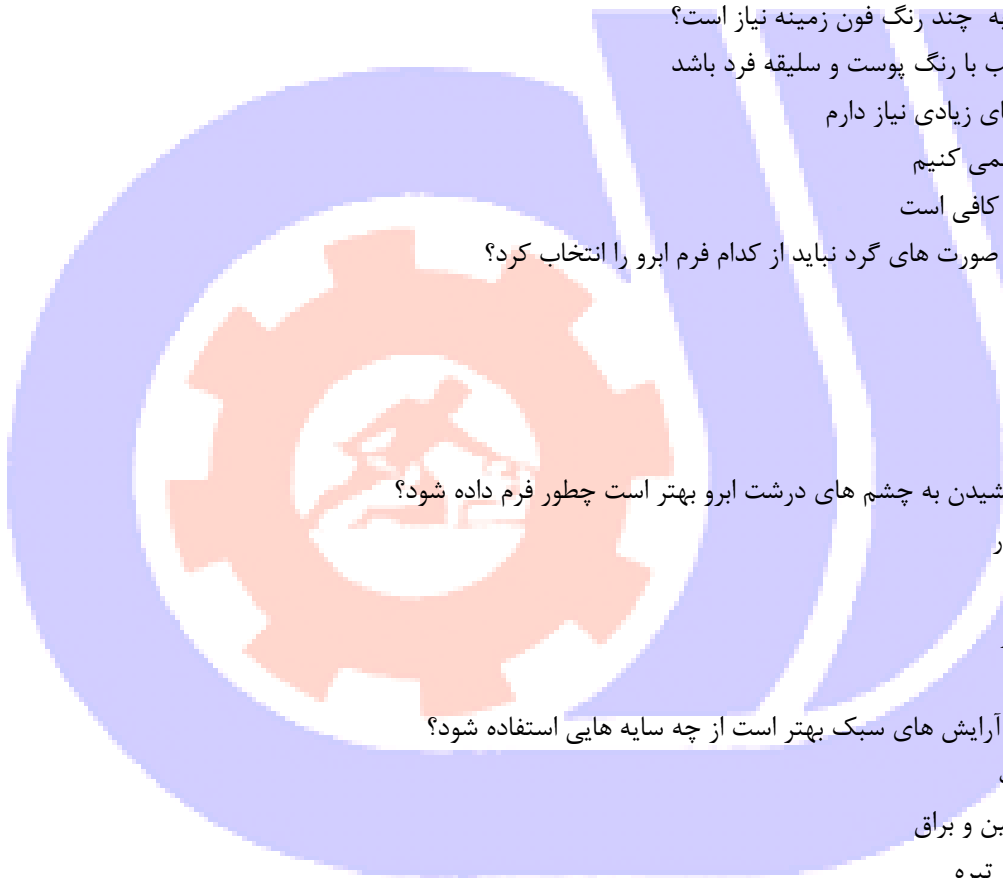 به چند رنگ فون زمینه نیاز است؟
ب با رنگ پوست و سلیقه فرد باشد
ای زیادی نیاز دارم
می کنیم
کافی است
صورت های گرد نباید از کدام فرم ابرو را انتخاب کرد؟
شیدن به چشم های درشت ابرو بهتر است چطور فرم داده شود؟
ر
آرایش های سبک بهتر است از چه سایه هایی استفاده شود؟
ین و براق
تیره